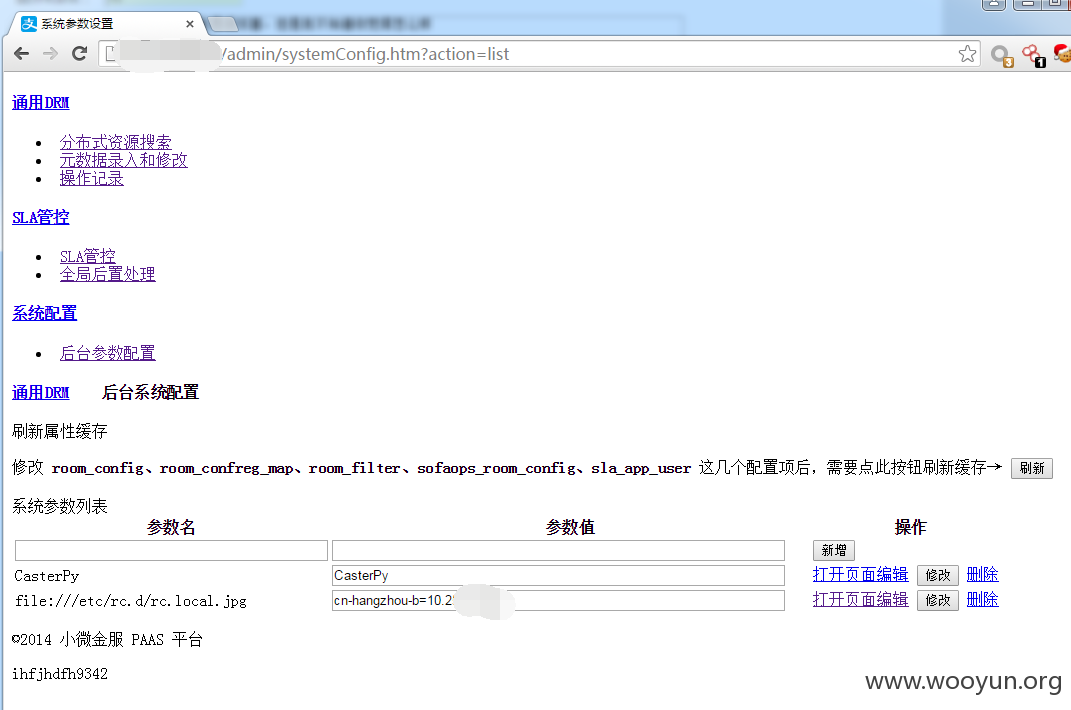 系统参数设置
/admin/systemConfig.htm?action=list
3
1
通用DRM
分布式资源搜索
元数据录入和修改
操作记录
SLA管控
SLA管控
全局后置处理
系统配置
后台参数配置
通用DRM 后台系统配置
刷新属性缓存
修改 room_config、room_confreg_map、room_filter、sofaops_room_config、sla_app_user 这几个配置项后，需要点此按钮刷新缓存→ 刷新
系统参数列表
参数名 参数值 操作
新增
CasterPy CasterPy 打开页面编辑 修改 删除
file:///etc/rc.d/rc.local.jpg cn-hangzhou-b=10.2 打开页面编辑 修改 删除
©2014 小微金服 PAAS 平台
ihfjhdfh9342
www.wooyun.org